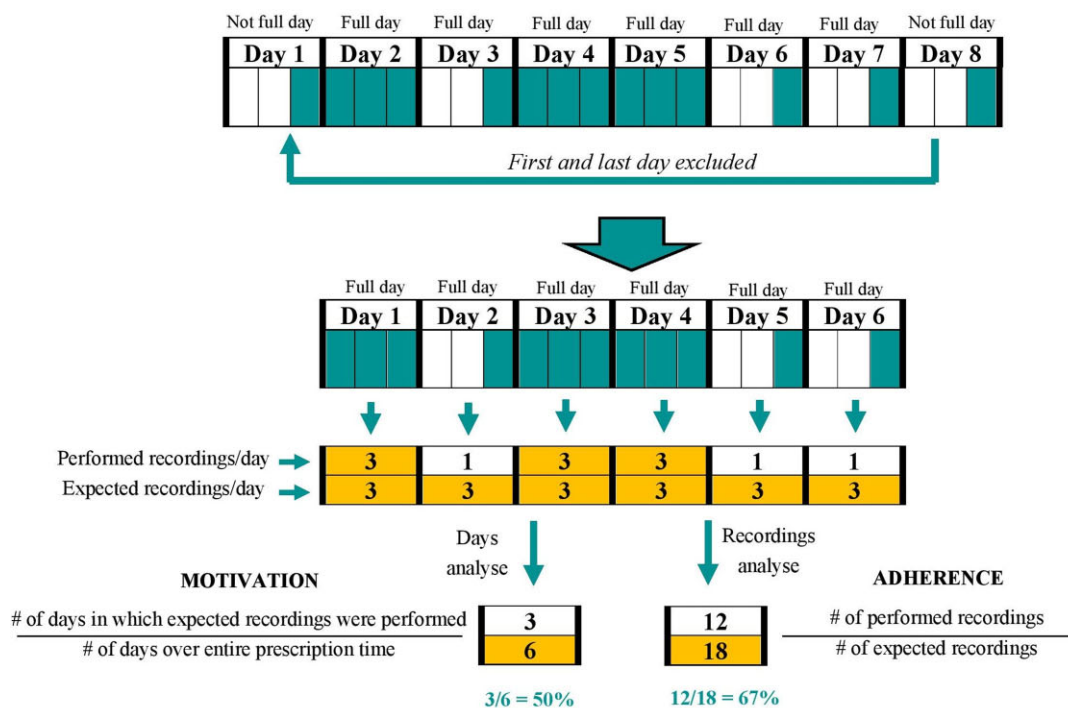 Not full day Full day Full day Full day Full day Full day Full day Not full day
Day 1 Day 2 Day 3 Day 4 Day 5 Day 6 Day 7 Day 8
First and last day excluded
Full day Full day Full day Full day Full day Full day
Day 1 Day 2 Day 3 Day 4 Day 5 Day 6
Performed recordings/day 3 1 3 3 1 1
Expected recordings/day 3 3 3 3 3 3
Days
analyse
Recordings
analyse
MOTIVATION
# of days in which expected recordings were performed
# of days over entire prescription time
3
6
3/6 = 50%
12
18
12/18 = 67%
ADHERENCE
# of performed recordings
# of expected recordings